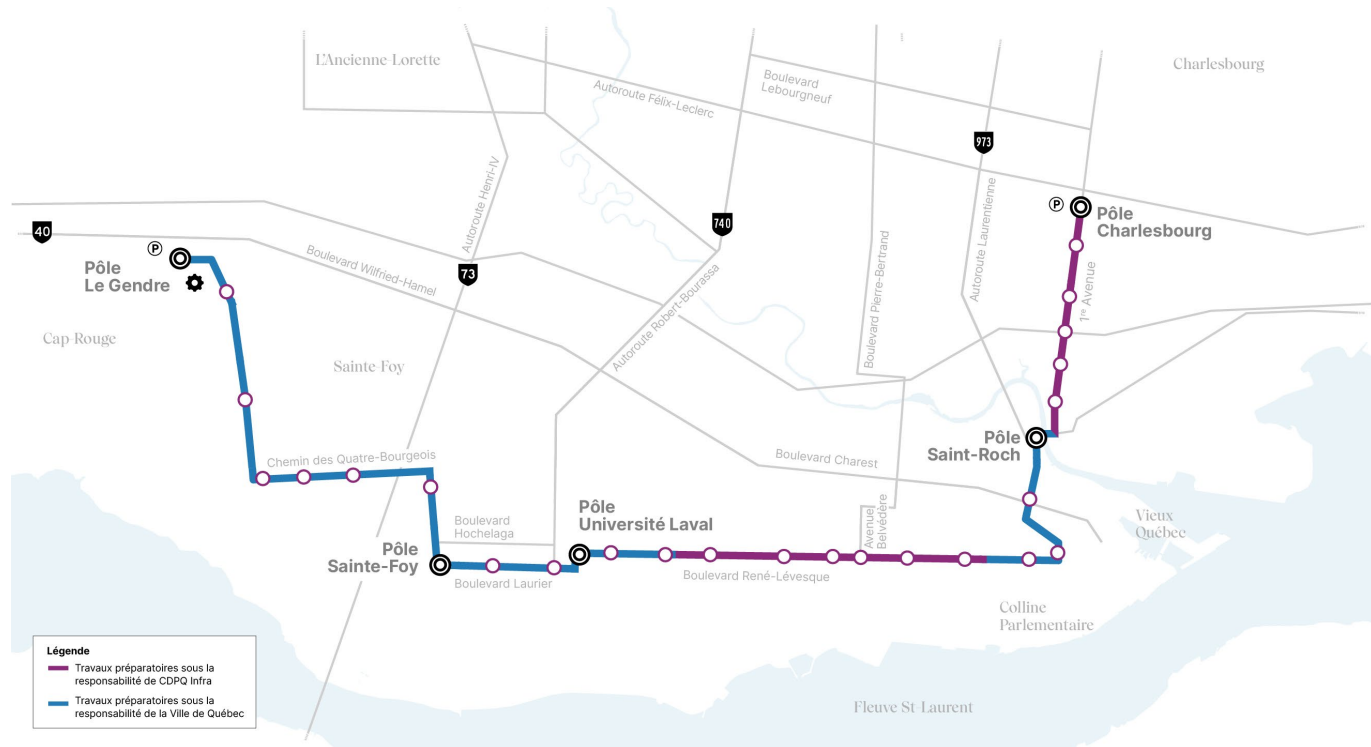 L'Ancienne-Lorette
Charlesbourg
Boulevard
Lebourgneuf
Autoroute Félix-Leclerc
973
Autoroute Henri-IV
740
Autoroute Laurentienne
P
Pôle
Charlesbourg
40
P
Pôle
Le Gendre
Boulevard Wilfried-Hamel
73
Autoroute Robert-Bourassa
Boulevard Pierre-Bertrand
1re Avenue
Cap-Rouge
Sainte-Foy
Pôle
Saint-Roch
Chemin des Quatre-Bourgeois
Boulevard Charest
Boulevard
Hochelaga
Pôle
Université Laval
Avenue
Belvédère
Vieux
Québec
Pôle
Sainte-Foy
Boulevard Laurier
Boulevard René-Lévesque
Colline
Parlementaire
Légende
Travaux préparatoires sous la
responsabilité de CDPQ Infra
Travaux préparatoires sous la
responsabilité de la Ville de Québec
Fleuve St-Laurent